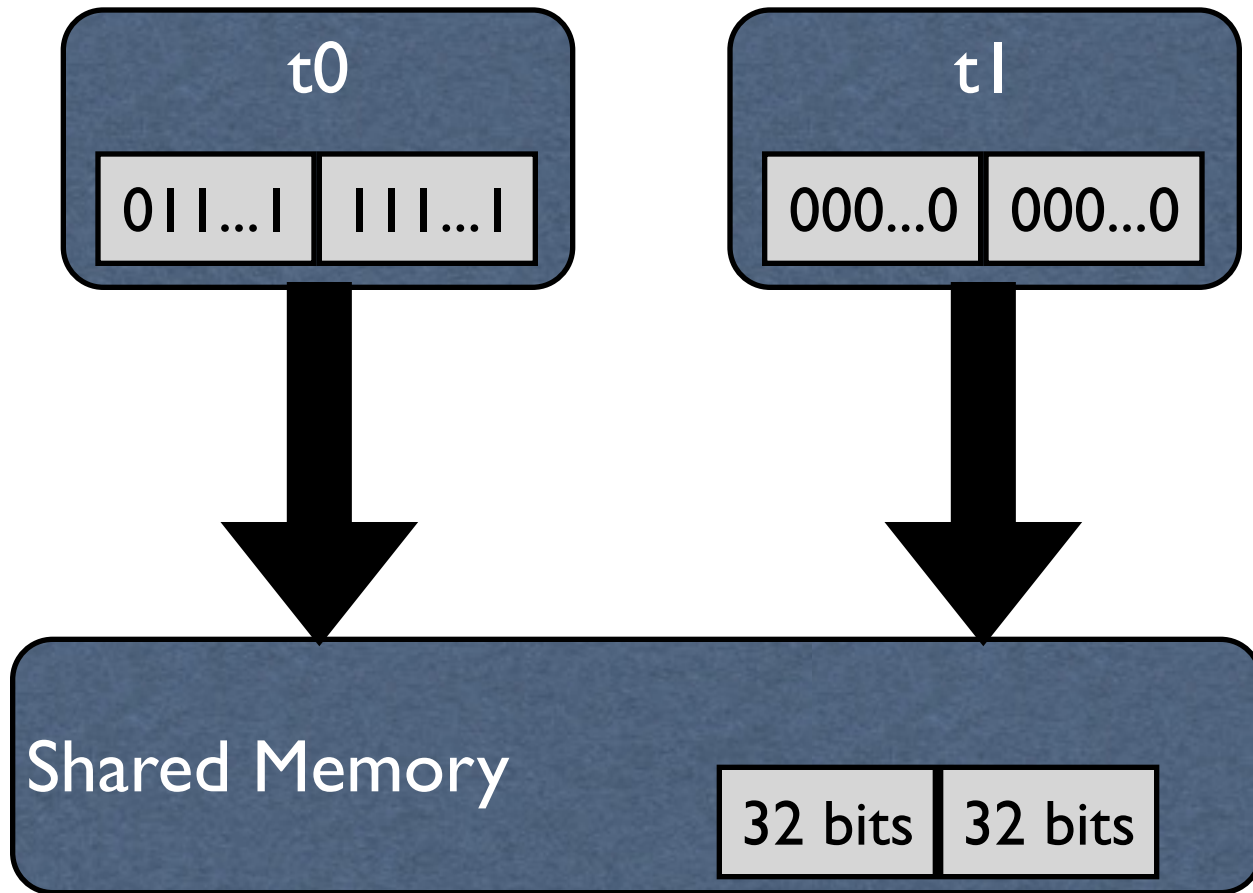 t0
t1
011...1 111...1
000...0 000...0
Shared Memory
32 bits 32 bits